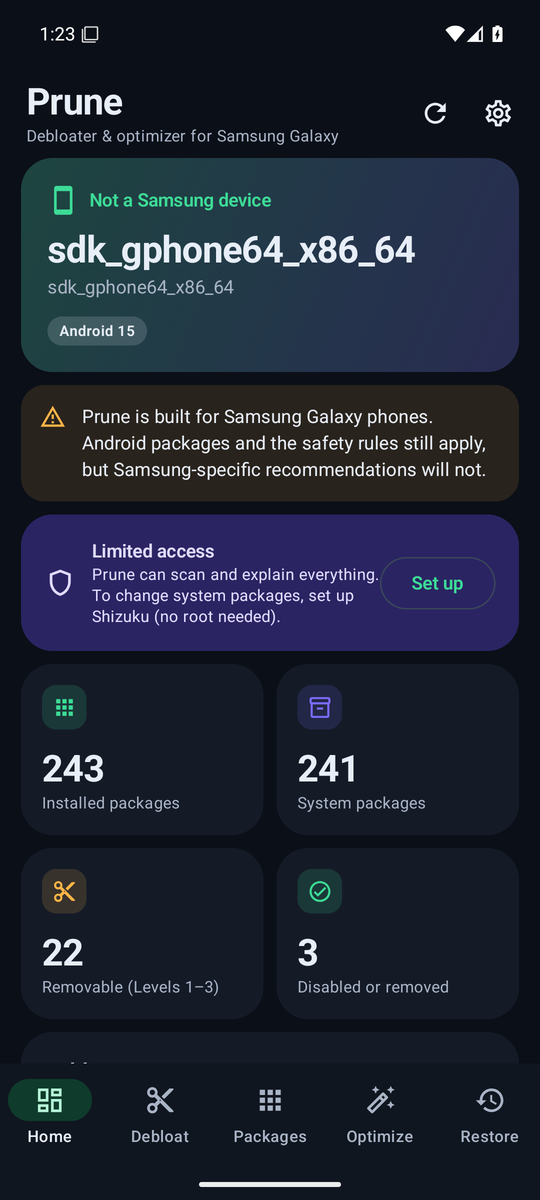 1:23
Prune
Debloater & optimizer for Samsung Galaxy
Not a Samsung device
sdk_gphone64_x86_64
sdk_gphone64_x86_64
Android 15
Prune is built for Samsung Galaxy phones.
Android packages and the safety rules still apply,
but Samsung-specific recommendations will not.
Limited access
Prune can scan and explain everything.
To change system packages, set up
Shizuku (no root needed).
Set up
243
Installed packages
241
System packages
22
Removable (Levels 1–3)
3
Disabled or removed
Home
Debloat
Packages
Optimize
Restore